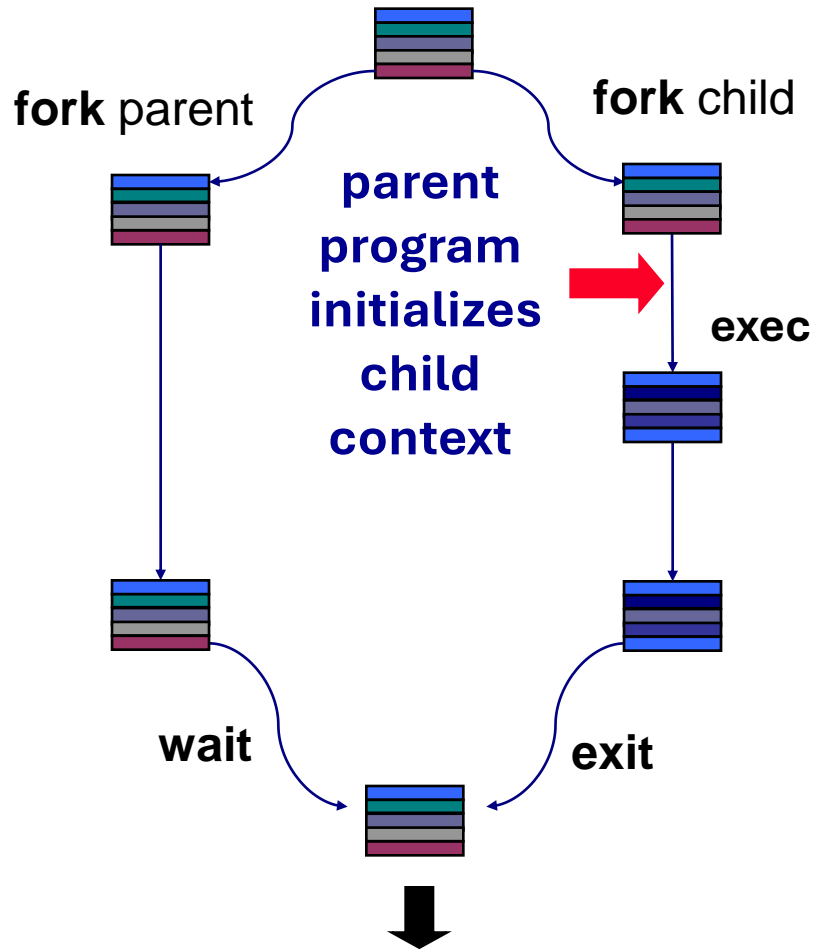 fork parent
fork child
parent
program
initializes
child
context
exec
wait
exit